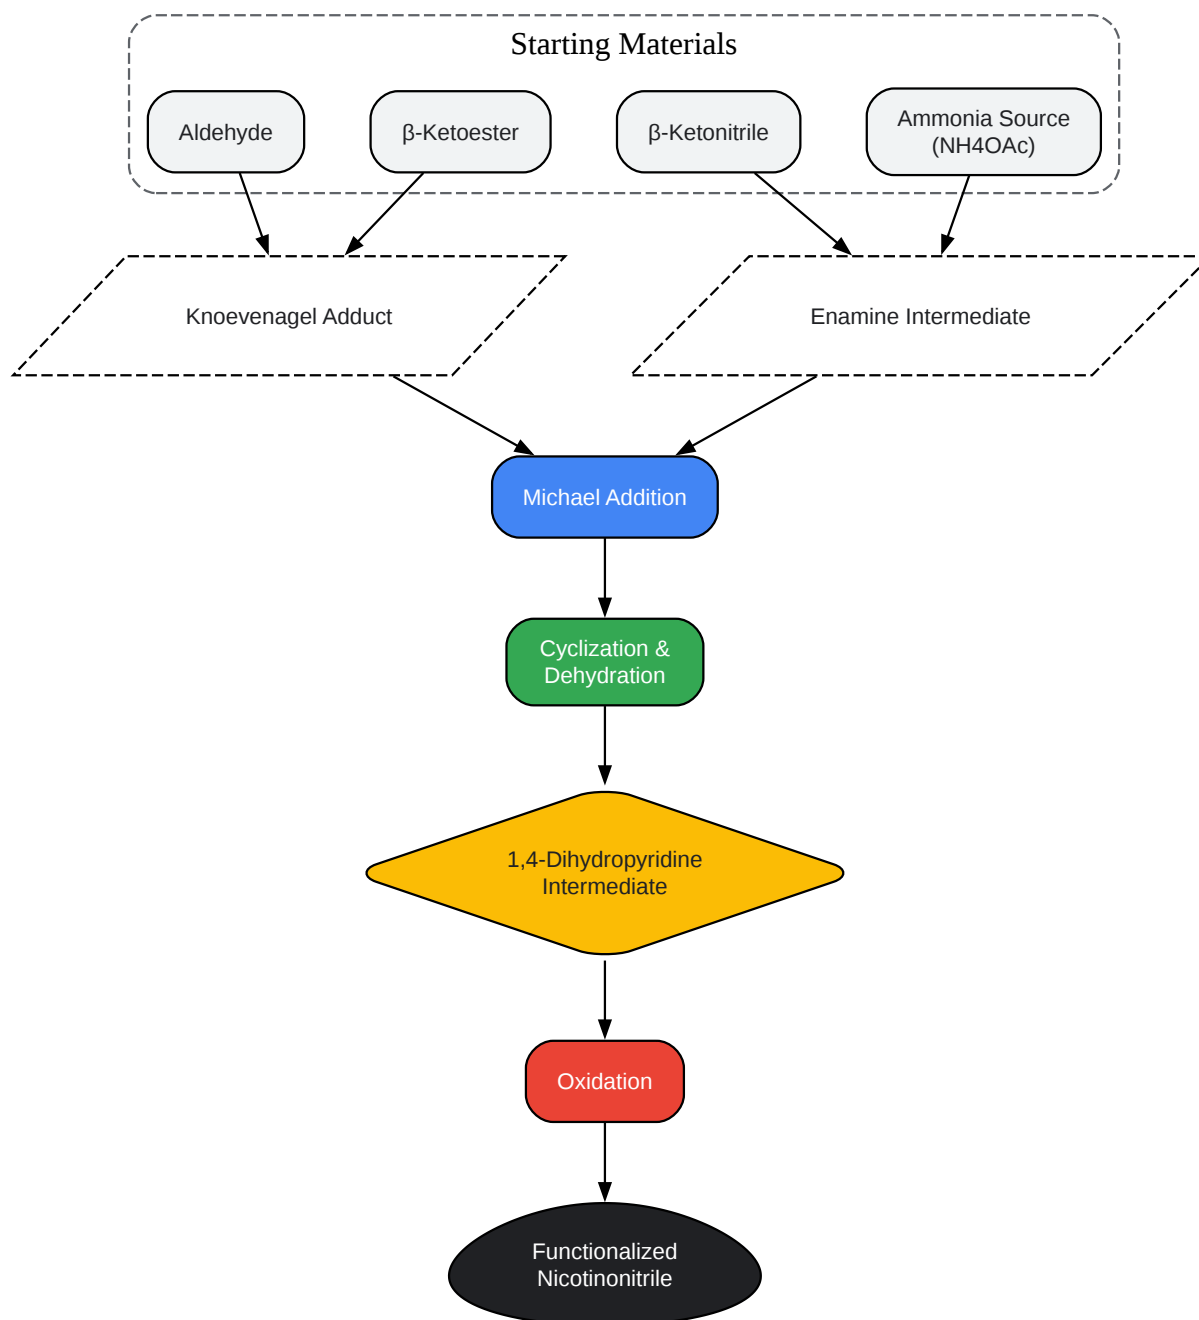 Starting Materials
Aldehyde
β-Ketoester
β-Ketonitrile
Ammonia Source
(NH4OAc)
Knoevenagel Adduct
Enamine Intermediate
Michael Addition
Cyclization &
Dehydration
1,4-Dihydropyridine
Intermediate
Oxidation
Functionalized
Nicotinonitrile